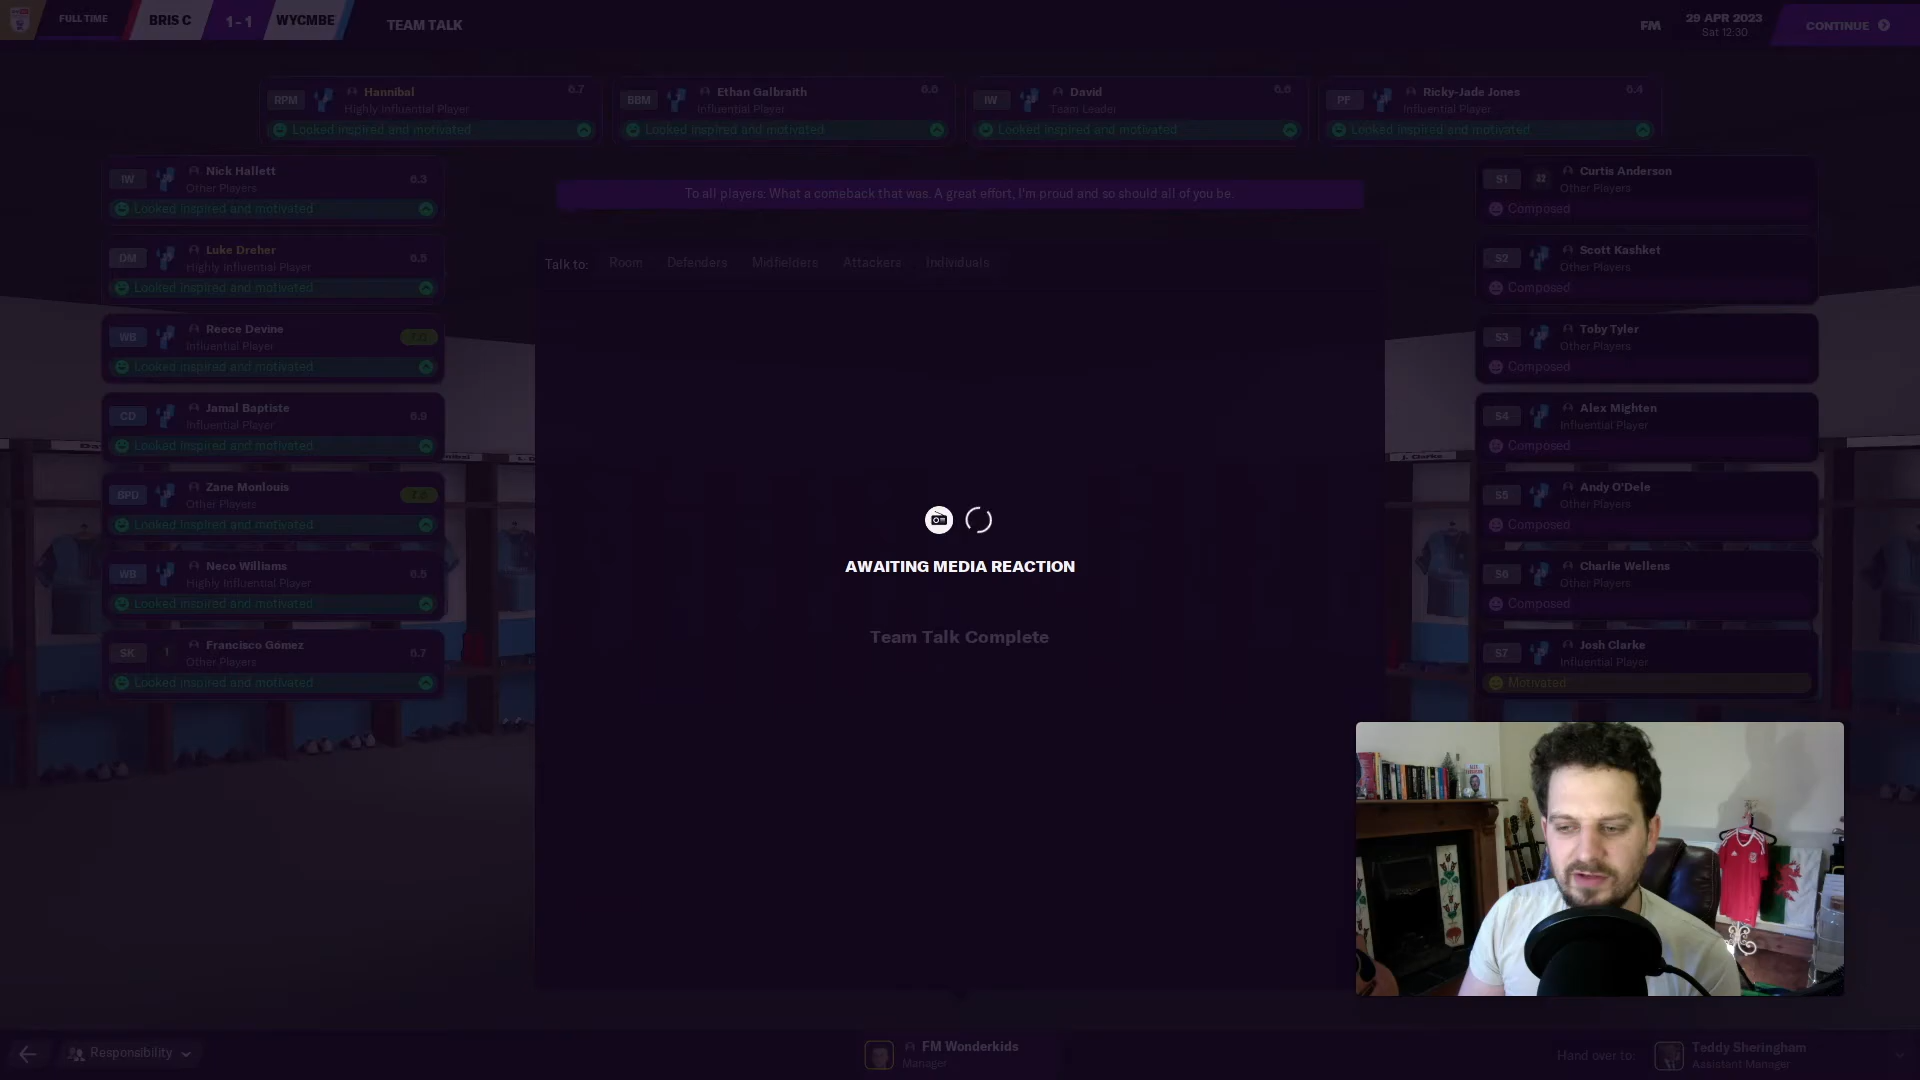 FULL TIME
BRIS C
1 - 1
WYCMBE
TEAM TALK
FM
29 APR 2023
Sat 12:30
CONTINUE
RPM
Hannibal
6.7
Highly Influential Player
Looked inspired and motivated
BBM
Ethan Galbraith
6.6
Influential Player
Looked inspired and motivated
IW
David
6.6
Team Leader
Looked inspired and motivated
PF
Ricky-Jade Jones
6.4
Influential Player
Looked inspired and motivated
IW
Nick Hallett
6.3
Other Players
Looked inspired and motivated
DM
Luke Dreher
6.5
Highly Influential Player
Looked inspired and motivated
WB
Reece Devine
Influential Player
Looked inspired and motivated
CD
Jamal Baptiste
6.9
Influential Player
Looked inspired and motivated
BPD
Zane Monlouis
Other Players
Looked inspired and motivated
WB
Neco Williams
6.5
Highly Influential Player
Looked inspired and motivated
SK
1
Francisco Gómez
6.7
Other Players
Looked inspired and motivated
To all players: What a comeback that was. A great effort, I'm proud and so should all of you be.
Talk to:
Room
Defenders
Midfielders
Attackers
Individuals
AWAITING MEDIA REACTION
Team Talk Complete
S1
Curtis Anderson
Other Players
Composed
S2
Scott Kashket
Other Players
Composed
S3
Toby Tyler
Other Players
Composed
S4
Alex Mighten
Influential Player
Composed
S5
Andy O'Dele
Other Players
Composed
S6
Charlie Wellens
Other Players
Composed
S7
Josh Clarke
Influential Player
Motivated
J. Clarke
Responsibility
FM Wonderkids
Manager
Hand over to:
Teddy Sheringham
Assistant Manager